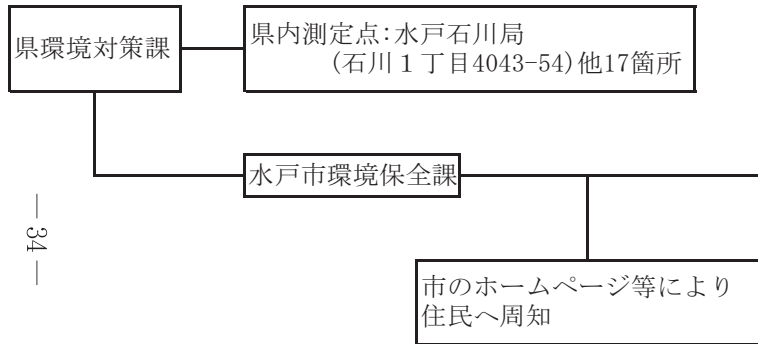 県環境対策課
県内測定点:水戸石川局
(石川1丁目4043-54)他17箇所
水戸市環境保全課
— 34 —
市のホームページ等により
住民へ周知